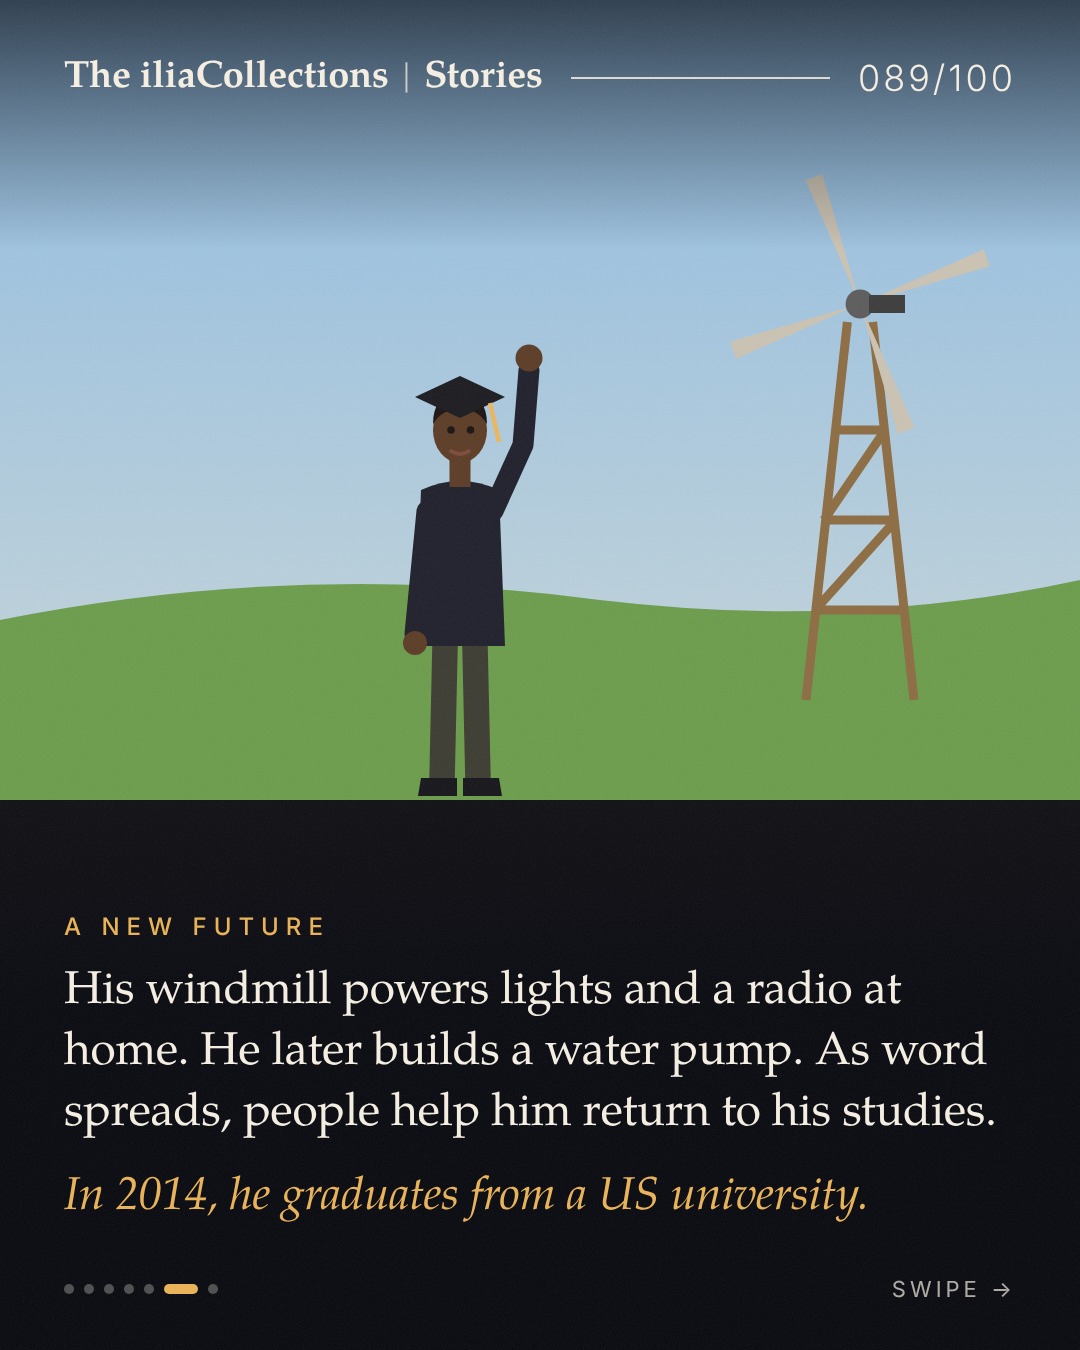 The iliaCollections | Stories 089/100
A NEW FUTURE
His windmill powers lights and a radio at
home. He later builds a water pump. As word
spreads, people help him return to his studies.
In 2014, he graduates from a US university.
SWIPE →